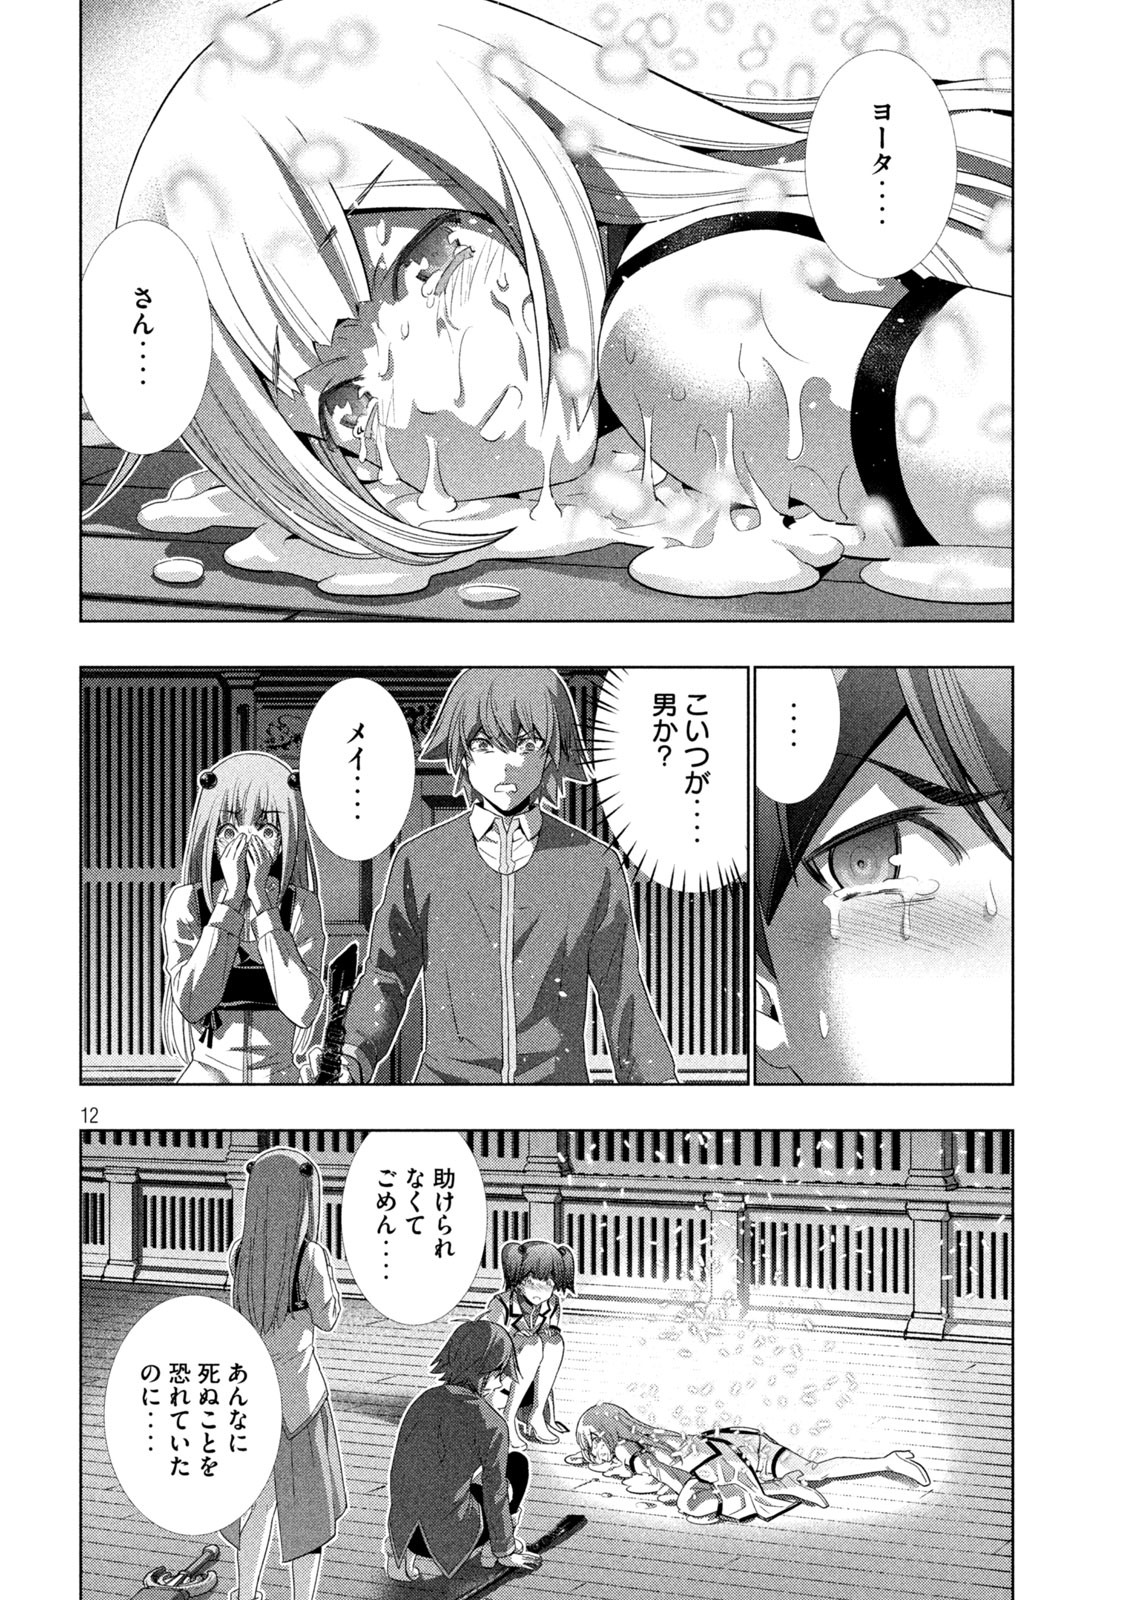 ヨータ‥‥
さん‥‥
‥‥
こいつが‥‥
男か?
メイ‥‥
12
助けられ
なくて
ごめん‥‥
あんなに
死ぬことを
恐れていた
のに‥‥